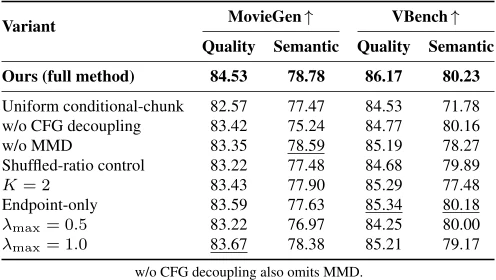 Variant MovieGen ↑ VBench ↑
Quality Semantic Quality Semantic
Ours (full method) 84.53 78.78 86.17 80.23
Uniform conditional-chunk 82.57 77.47 84.53 71.78
w/o CFG decoupling 83.42 75.24 84.77 80.16
w/o MMD 83.35 78.59 85.19 78.27
Shuffled-ratio control 83.22 77.48 84.68 79.89
K = 2 83.43 77.90 85.29 77.48
Endpoint-only 83.59 77.63 85.34 80.18
λmax = 0.5 83.22 76.97 84.25 80.00
λmax = 1.0 83.67 78.38 85.21 79.17
w/o CFG decoupling also omits MMD.